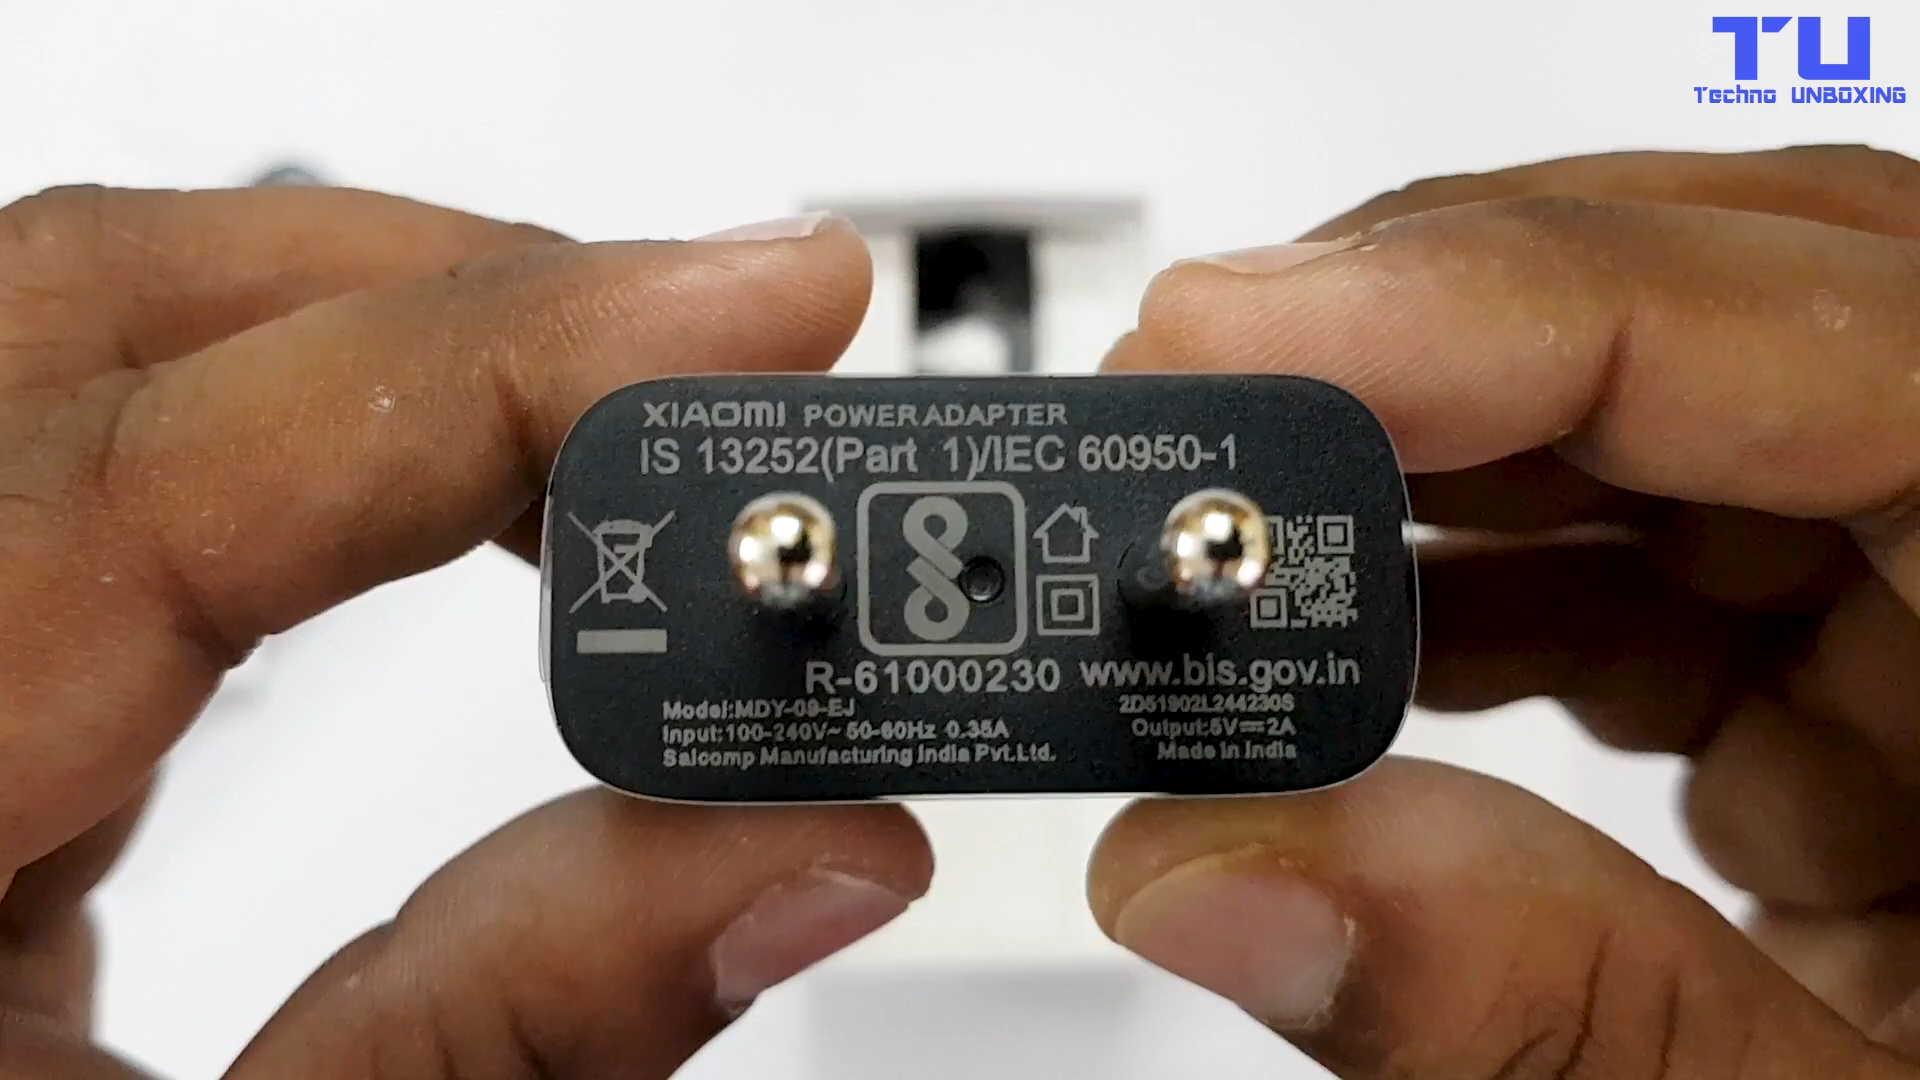 TU
Techno UNBOXING
XIAOMI POWER ADAPTER
IS 13252(Part 1)/IEC 60950-1
R-61000230 www.bis.gov.in
Model:MDY-09-EJ
2D51902L244230S
Input:100-240V~ 50-60Hz 0.35A
Output:5V⎓2A
Salcomp Manufacturing India Pvt.Ltd.
Made in India